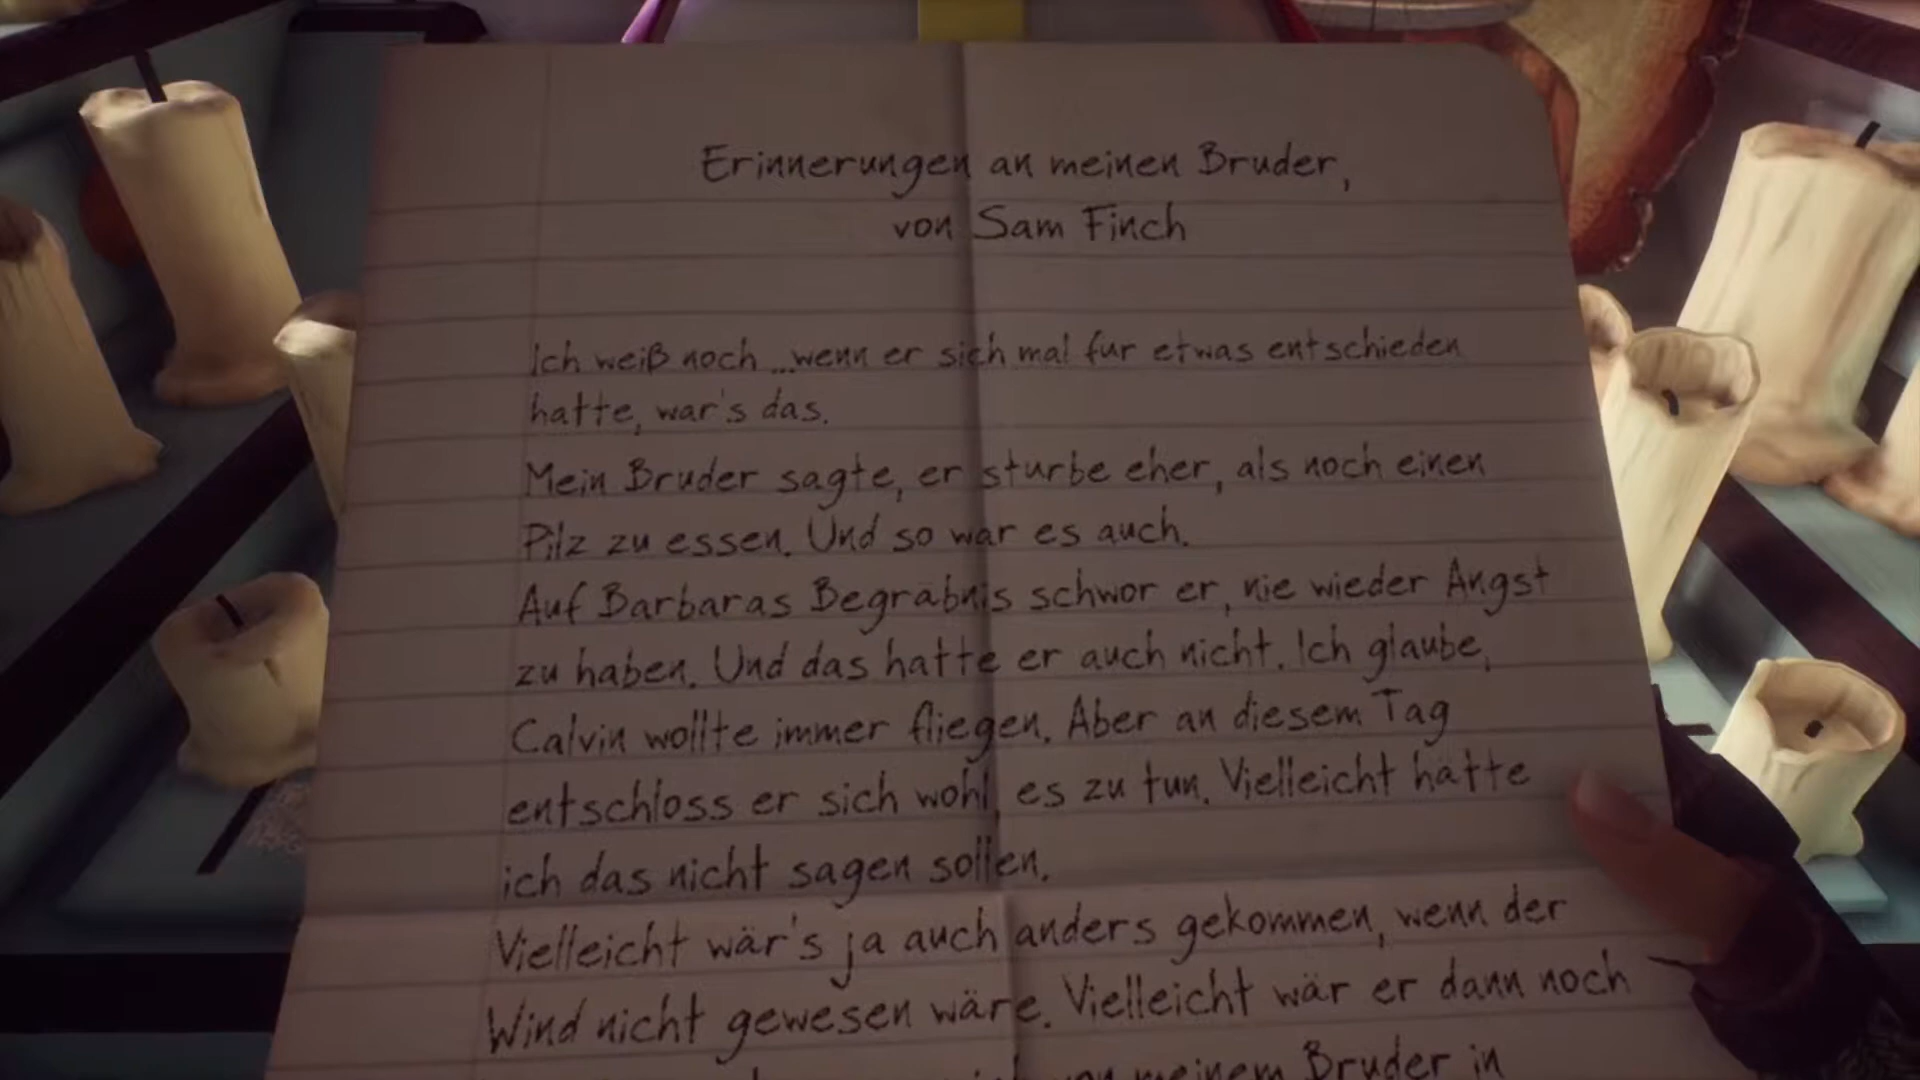 Erinnerungen an meinen Bruder,
von Sam Finch
Ich weiß noch ...wenn er sich mal fur etwas entschieden
hatte, war's das.
Mein Bruder sagte, er sturbe eher, als noch einen
Pilz zu essen. Und so war es auch.
Auf Barbaras Begrabnis schwor er, nie wieder Angst
zu haben. Und das hatte er auch nicht. Ich glaube,
Calvin wollte immer fliegen. Aber an diesem Tag
entschloss er sich wohl, es zu tun. Vielleicht hatte
ich das nicht sagen sollen.
Vielleicht wär's ja auch anders gekommen, wenn der
Wind nicht gewesen wäre. Vielleicht wär er dann noch
meinem Bruder in